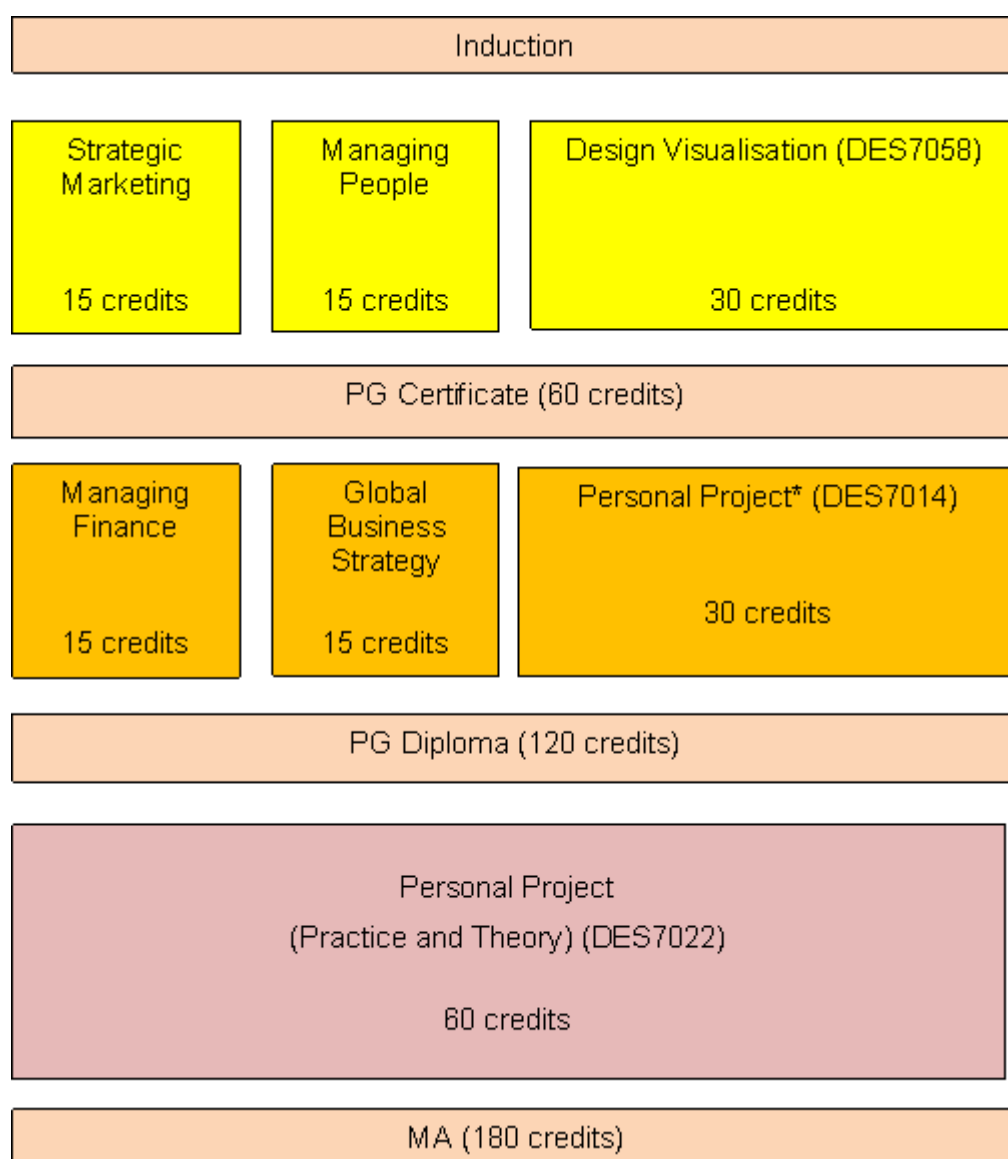 Induction
Strategic
Marketing
15 credits
Managing
People
15 credits
Design Visualisation (DES7058)
30 credits
PG Certificate (60 credits)
Managing
Finance
15 credits
Global
Business
Strategy
15 credits
Personal Project* (DES7014)
30 credits
PG Diploma (120 credits)
Personal Project
(Practice and Theory) (DES7022)
60 credits
MA (180 credits)